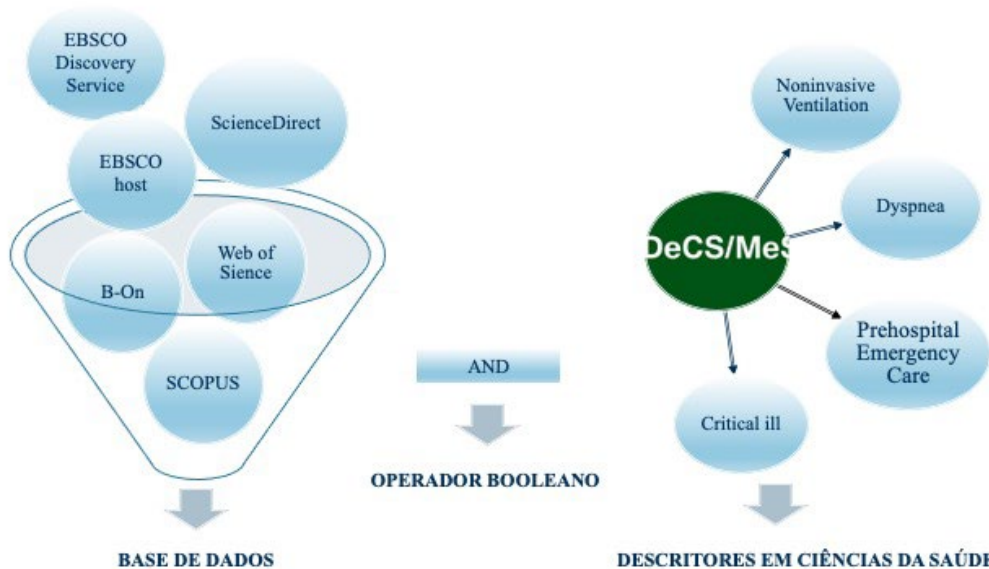 EBSCO
Discovery
Service
ScienceDirect
EBSCO
host
Web of
Sience
B-On
SCOPUS
BASE DE DADOS
AND
OPERADOR BOOLEANO
Noninvasive
Ventilation
Dyspnea
DeCS/MeS
Prehospital
Emergency
Care
Critical ill
DESCRITORES EM CIÊNCIAS DA SAÚDE